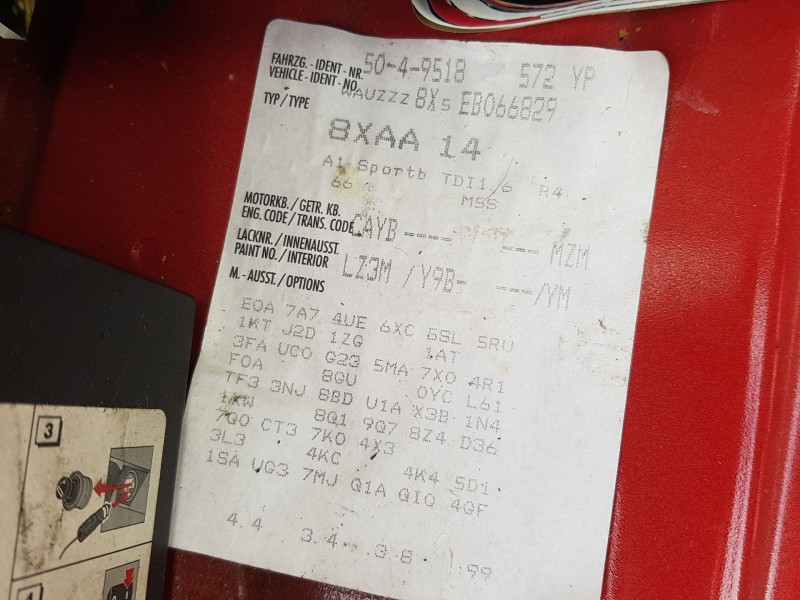 FAHRZG. - IDENT - NR. 50-4-9518 572 YP
VEHICLE - IDENT - NO. WAUZZZ 8X5 EB066829
TYP / TYPE
8XAA 14
A1 Sportb TDI1.6 R4
66 M5S
MOTORKB. / GETR. KB.
ENG. CODE / TRANS. CODE CAYB--- --- MZM
LACKNR. / INNENAUSST.
PAINT NO. / INTERIOR LZ3M /Y9B- --/YM
M. - AUSST. / OPTIONS
E0A 7A7 4UE 6XC 5SL 5RU
1KT J2D 1ZG 1AT
3FA UC0 G23 5MA 7X0 4R1
F0A 8GU 0YC L61
TF3 3NJ 8BD U1A X3B 1N4
1XW 8Q1 9Q7 8Z4 D36
7Q0 CT3 7K0 4X3
3L3 4KC 4K4 5D1
1SA UG3 7MJ Q1A QI0 4GF
4.4 3.4 3.8 99
3